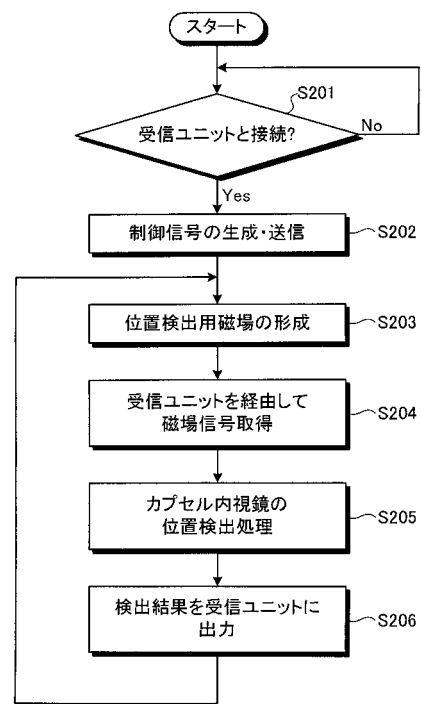 スタート
S201
受信ユニットと接続?
No
Yes
制御信号の生成・送信
S202
位置検出用磁場の形成
S203
受信ユニットを経由して
磁場信号取得
S204
カプセル内視鏡の
位置検出処理
S205
検出結果を受信ユニットに
出力
S206